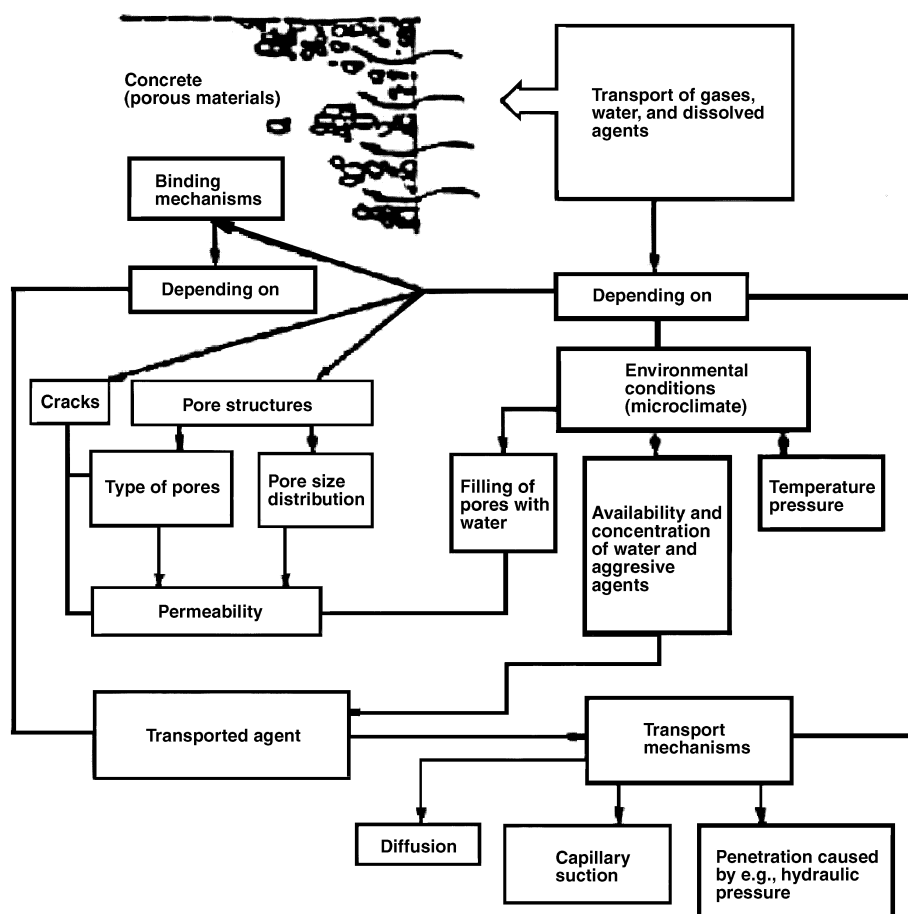 Concrete
(porous materials)
Transport of gases,
water, and dissolved
agents
Binding
mechanisms
Depending on
Depending on
Environmental
conditions
(microclimate)
Cracks
Pore structures
Type of pores
Pore size
distribution
Filling of
pores with
water
Availability and
concentration
of water and
aggresive
agents
Temperature
pressure
Permeability
Transported agent
Transport
mechanisms
Diffusion
Capillary
suction
Penetration caused
by e.g., hydraulic
pressure